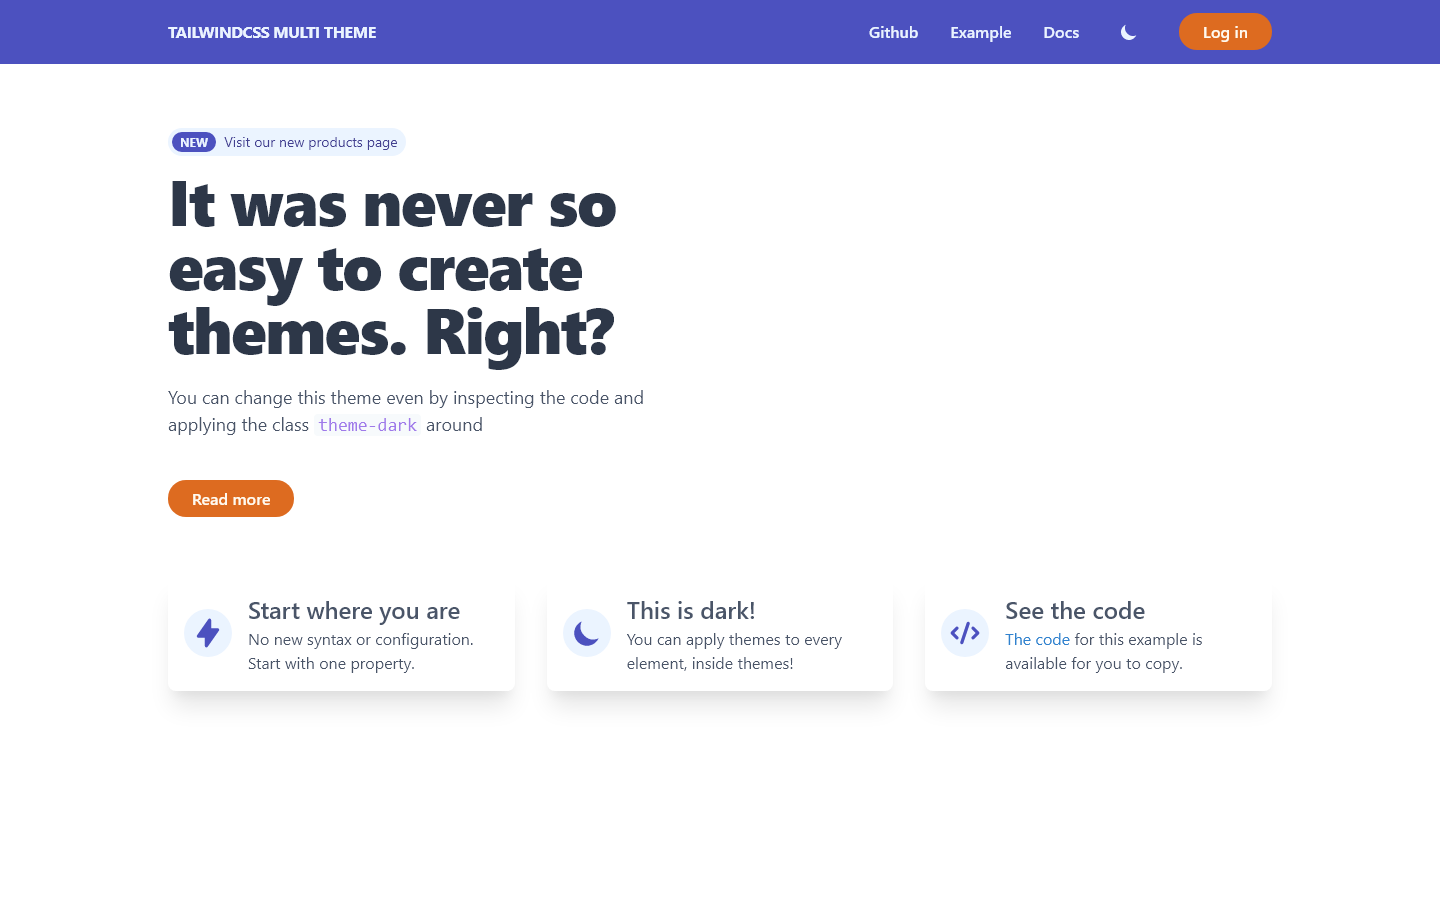 TAILWINDCSS MULTI THEME
Github
Example
Docs
Log in
NEW Visit our new products page
It was never so
easy to create
themes. Right?
You can change this theme even by inspecting the code and
applying the class theme-dark around
Read more
Start where you are
No new syntax or configuration.
Start with one property.
This is dark!
You can apply themes to every
element, inside themes!
See the code
The code for this example is
available for you to copy.